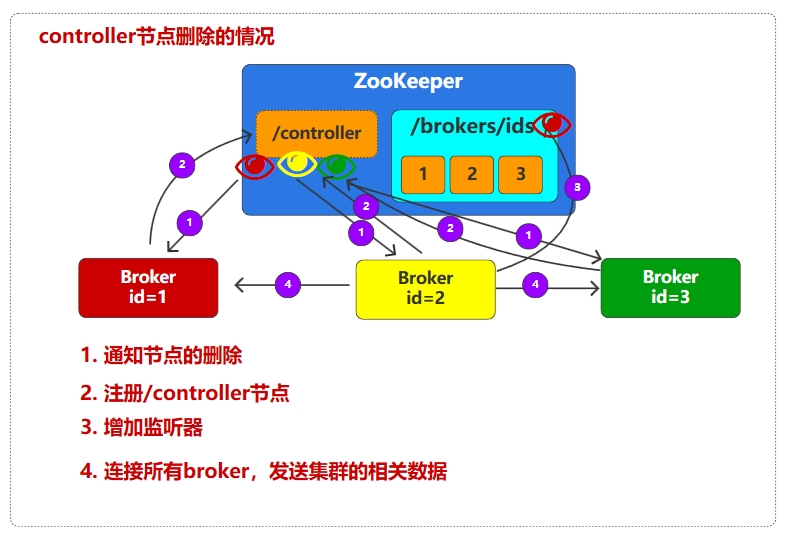 controller节点删除的情况
ZooKeeper
/controller
/brokers/ids
1
2
3
2
3
1
2
1
2
1
Broker
id=1
4
Broker
id=2
4
Broker
id=3
1. 通知节点的删除
2. 注册/controller节点
3. 增加监听器
4. 连接所有broker，发送集群的相关数据